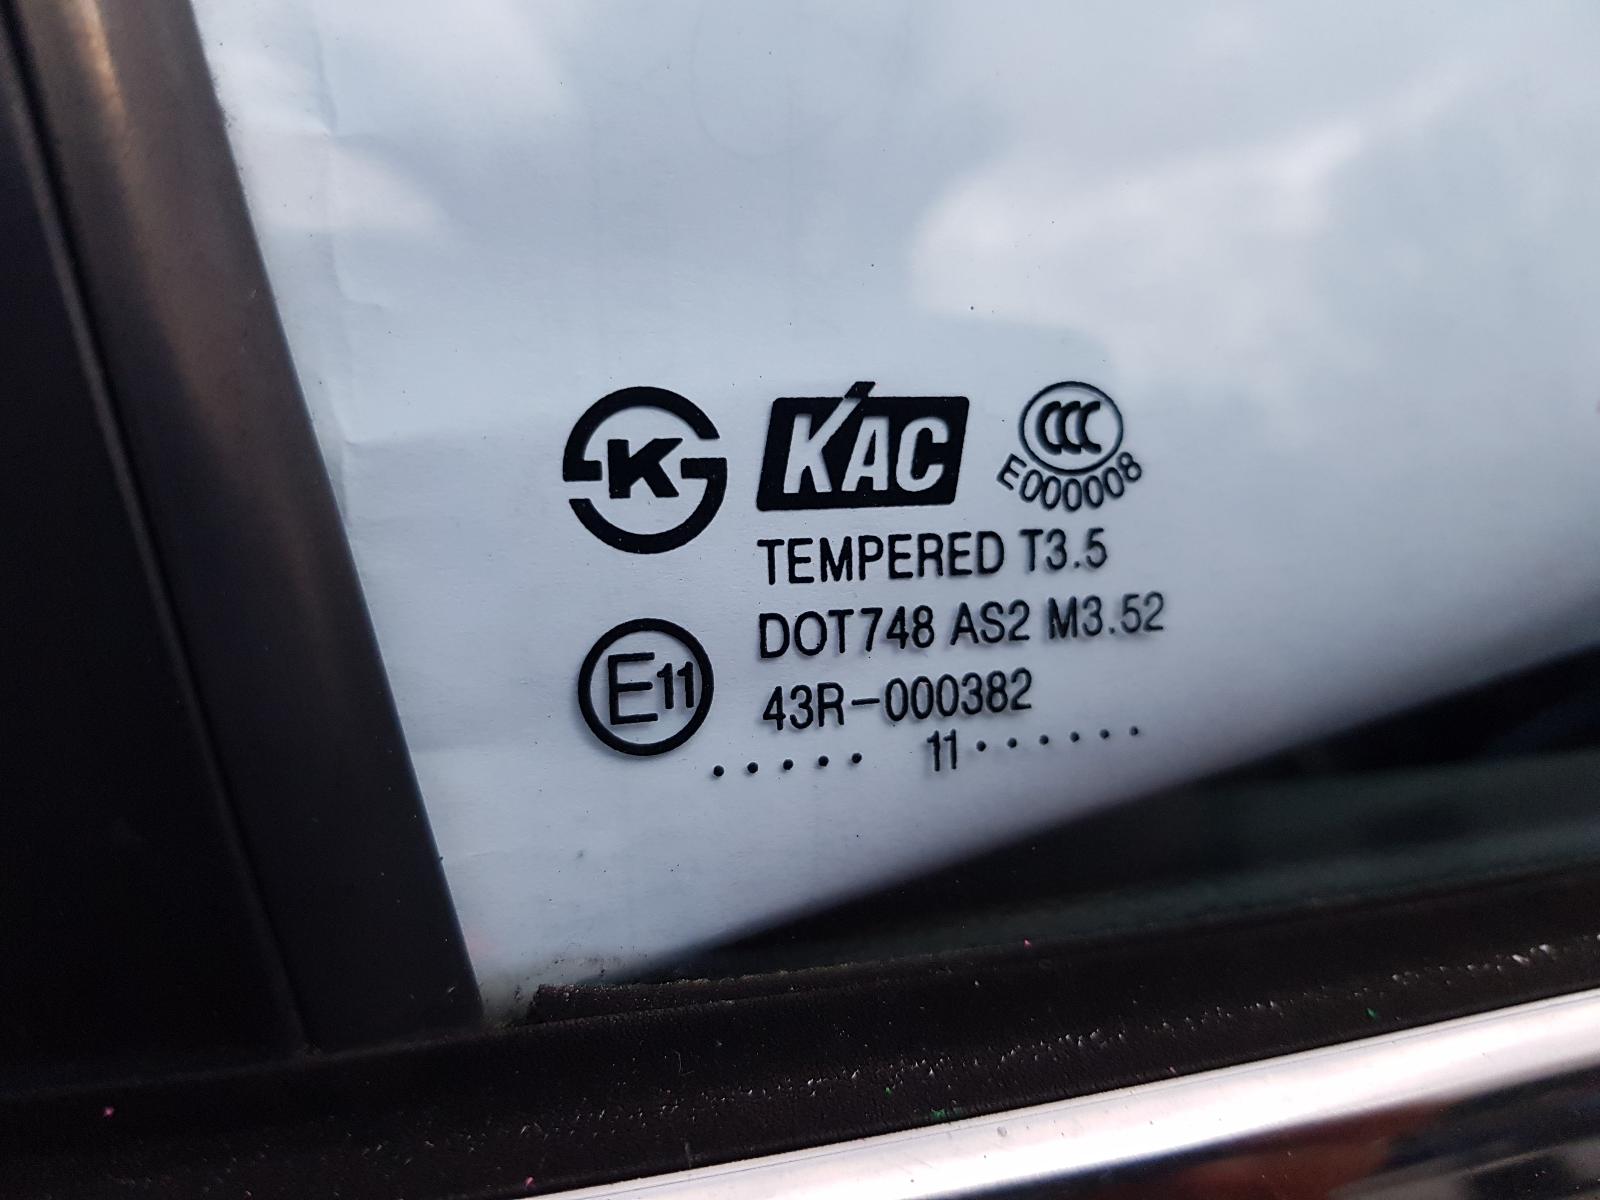 K
KAC
CCC
E000008
TEMPERED T3.5
DOT748 AS2 M3.52
E11
43R-000382
..... 11.......